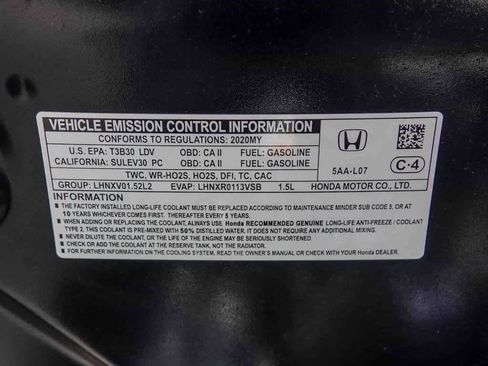 VEHICLE EMISSION CONTROL INFORMATION
CONFORMS TO REGULATIONS: 2020MY
U.S. EPA: T3B30 LDV OBD: CA II FUEL: GASOLINE
CALIFORNIA: SULEV30 PC OBD: CA II FUEL: GASOLINE
TWC, WR-HO2S, HO2S, DFI, TC, CAC
GROUP: LHNXV01.52L2 EVAP: LHNXR0113VSB 1.5L
HONDA
5AA-L07
C-4
HONDA MOTOR CO., LTD.
INFORMATION
THE FACTORY INSTALLED LONG-LIFE COOLANT MUST BE REPLACED ACCORDING TO MAINTENANCE MINDER SUB CODE 5, OR AT
10 YEARS WHICHEVER COMES FIRST. THEREAFTER EVERY 5 YEARS.
WHEN ADDING OR REPLACING THE COOLANT, ALWAYS USE Honda RECOMMENDED GENUINE LONG-LIFE ANTI-FREEZE / COOLANT
TYPE 2. THIS COOLANT IS PRE-MIXED WITH 50% DISTILLED WATER. IT DOES NOT REQUIRE ANY ADDITIONAL MIXING.
NEVER DILUTE THE COOLANT, OR THE LIFE OF THE ENGINE MAY BE SERIOUSLY SHORTENED.
CHECK OR ADD THE COOLANT AT THE RESERVE TANK, NOT THE RADIATOR.
FOR FURTHER INFORMATION ON THE COOLING SYSTEM, READ THE OWNER'S MANUAL OR CHECK WITH YOUR Honda DEALER.